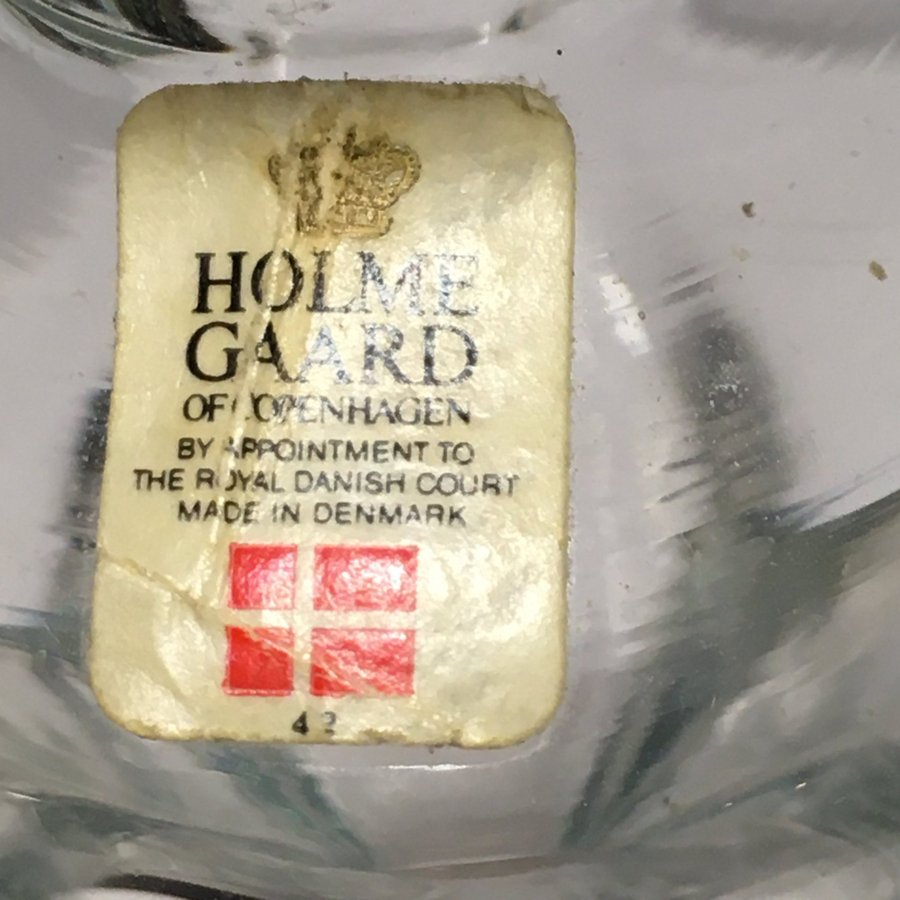 HOLME
GAARD
OF COPENHAGEN
BY APPOINTMENT TO
THE ROYAL DANISH COURT
MADE IN DENMARK